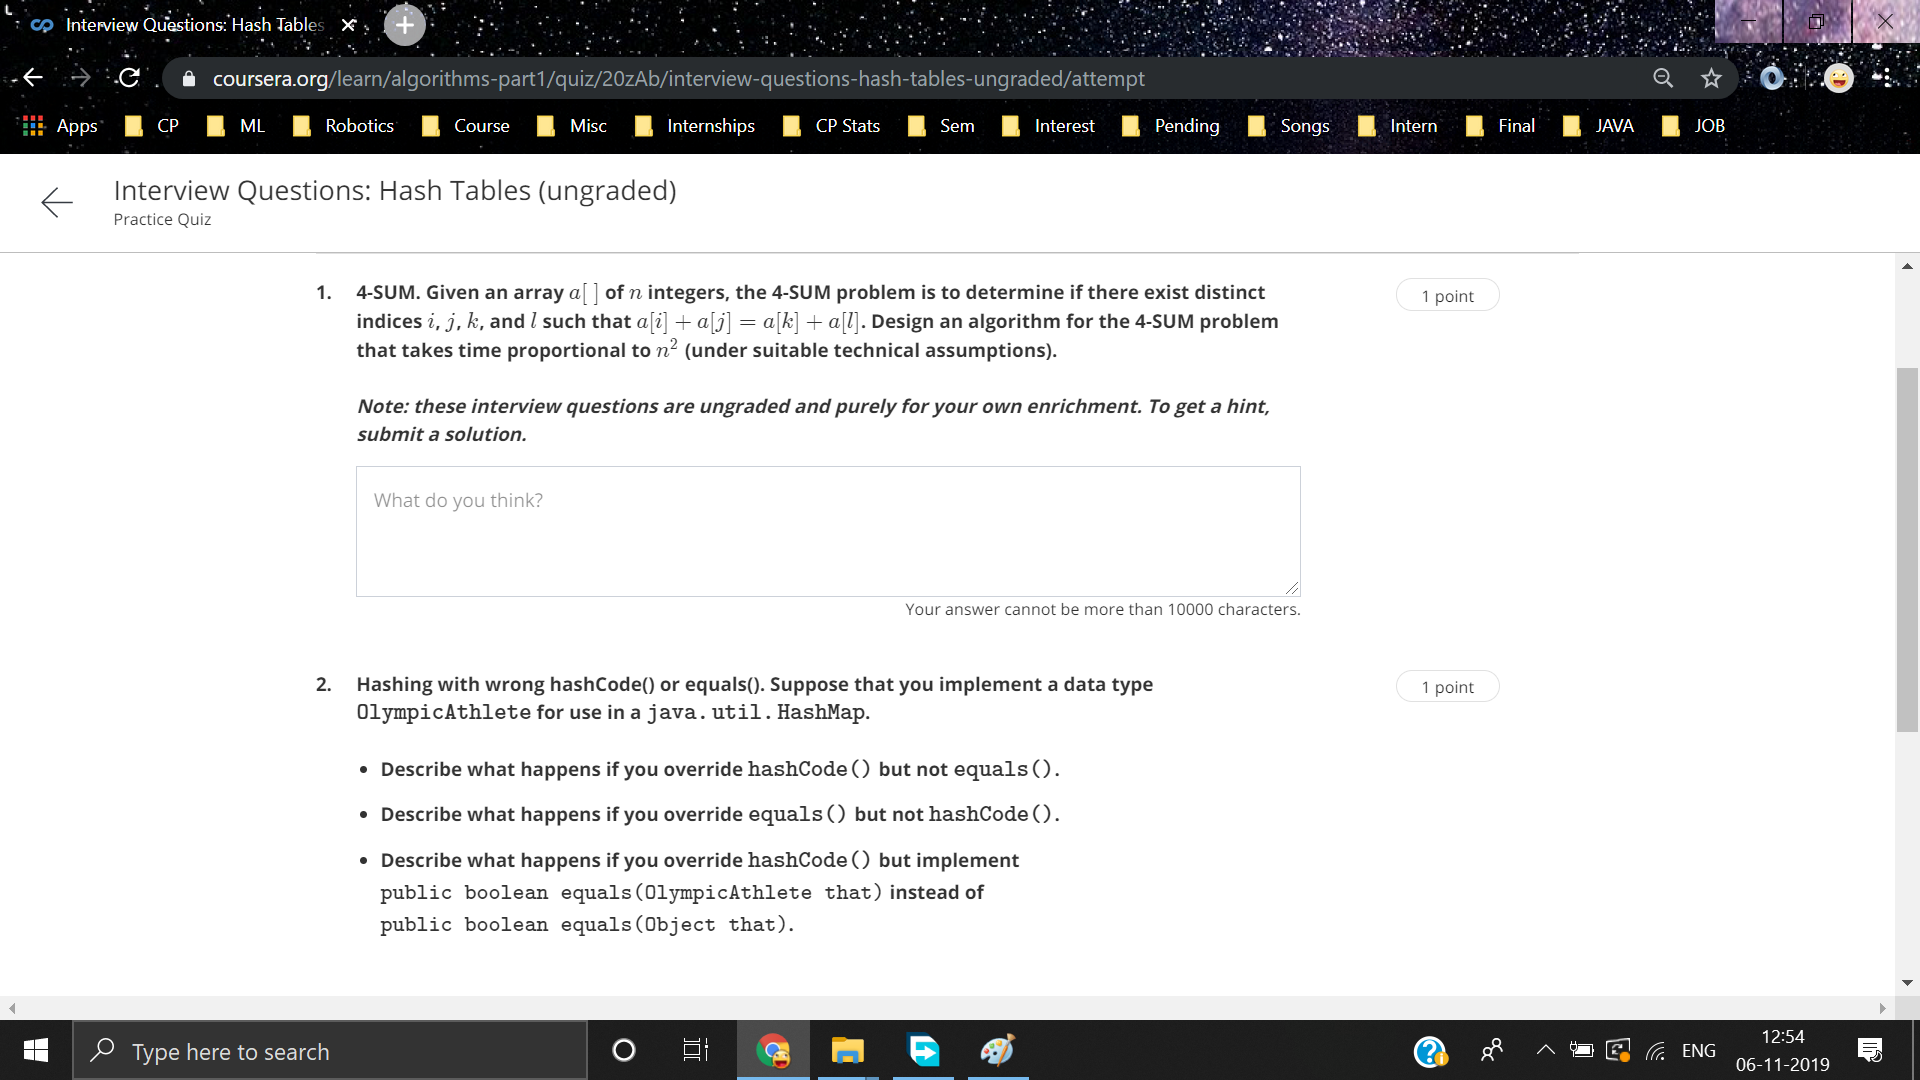 Interview Questions: Hash Tables
coursera.org/learn/algorithms-part1/quiz/20zAb/interview-questions-hash-tables-ungraded/attempt
Apps CP ML Robotics Course Misc Internships CP Stats Sem Interest Pending Songs Intern Final JAVA JOB
Interview Questions: Hash Tables (ungraded)
Practice Quiz
1. 4-SUM. Given an array a[ ] of n integers, the 4-SUM problem is to determine if there exist distinct
1 point
indices i, j, k, and l such that a[i] + a[j] = a[k] + a[l]. Design an algorithm for the 4-SUM problem
that takes time proportional to n² (under suitable technical assumptions).
Note: these interview questions are ungraded and purely for your own enrichment. To get a hint,
submit a solution.
What do you think?
Your answer cannot be more than 10000 characters.
2. Hashing with wrong hashCode() or equals(). Suppose that you implement a data type
1 point
OlympicAthlete for use in a java.util.HashMap.
• Describe what happens if you override hashCode() but not equals().
• Describe what happens if you override equals() but not hashCode().
• Describe what happens if you override hashCode() but implement
public boolean equals(OlympicAthlete that) instead of
public boolean equals(Object that).
Type here to search
ENG
12:54
06-11-2019